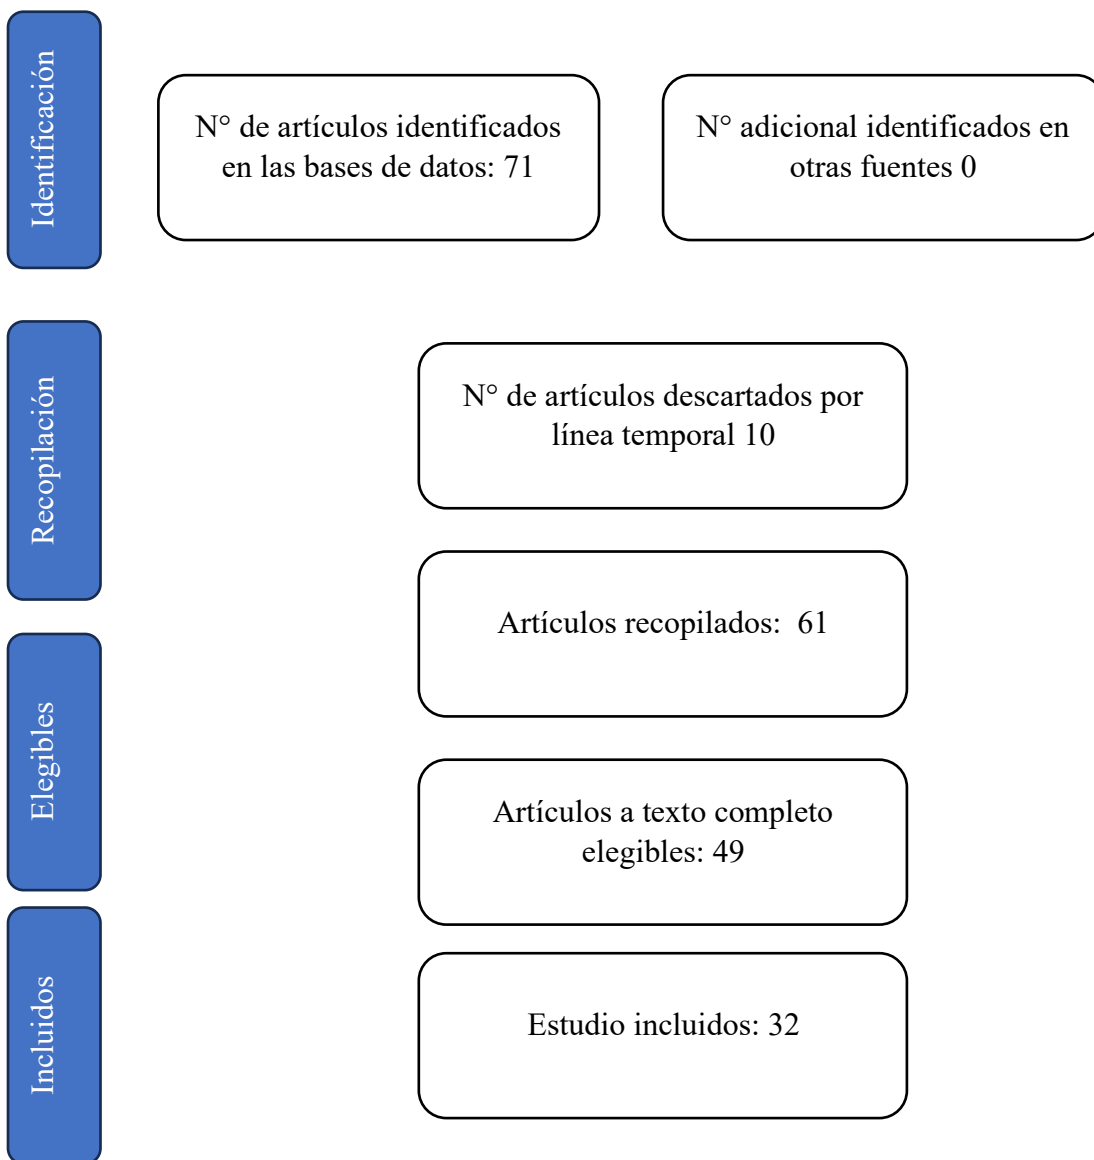 Identificación
N° de artículos identificados
en las bases de datos: 71
N° adicional identificados en
otras fuentes 0
Recopilación
N° de artículos descartados por
línea temporal 10
Artículos recopilados:  61
Elegibles
Artículos a texto completo
elegibles: 49
Incluidos
Estudio incluidos: 32